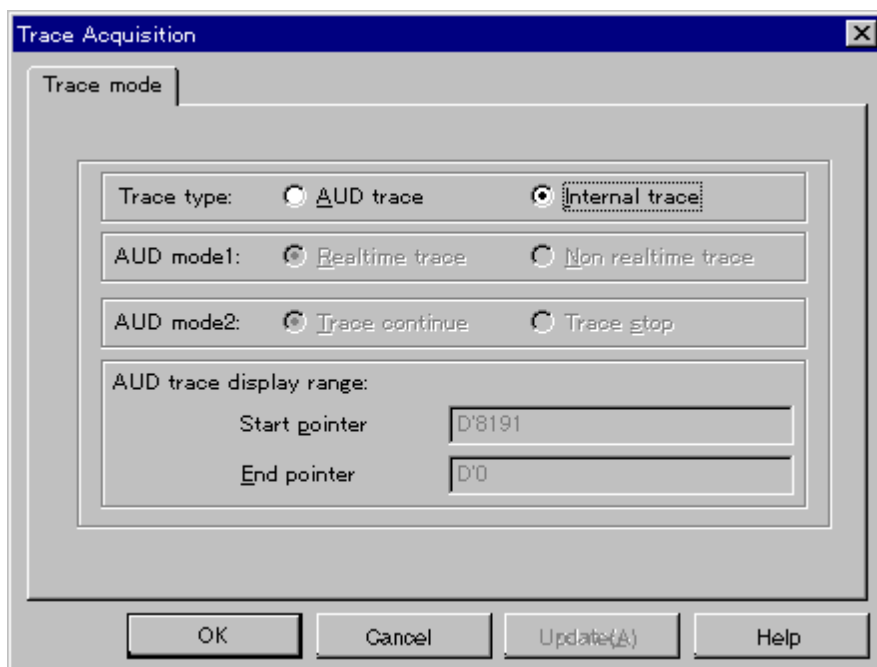 Trace Acquisition
Trace mode
Trace type: AUD trace Internal trace
AUD mode1: Realtime trace Non realtime trace
AUD mode2: Trace continue Trace stop
AUD trace display range:
Start pointer D'8191
End pointer D'0
OK Cancel Update(A) Help